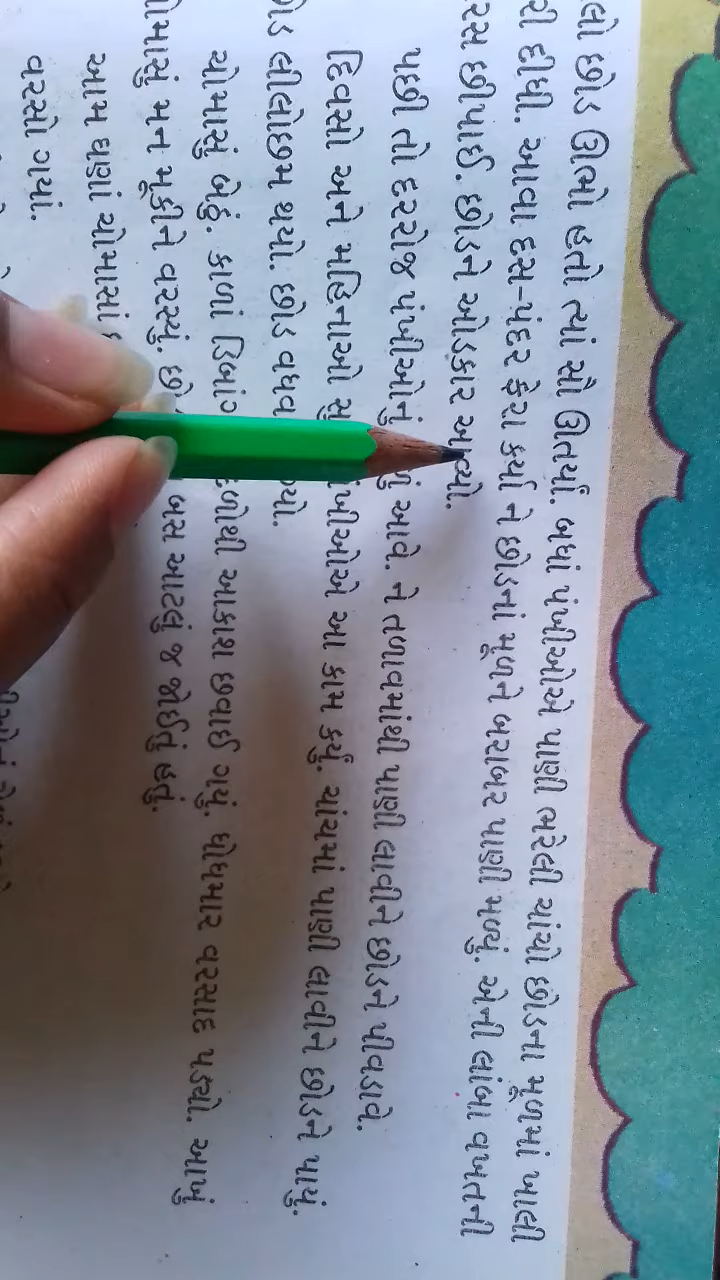 છોડ ઊભો હતો ત્યાં સૌ ઊતર્યાં. બધાં પંખીઓએ પાણી ભરેલી ચાંચો છોડના મૂળમાં ખાલી
દીધી. આવા દસ-પંદર ફેરા કર્યા ને છોડનાં મૂળને બરાબર પાણી મળ્યું. એની લાંબા વખતની
તરસ છીપાઈ. છોડને ઓડકાર આવ્યો.
પછી તો દરરોજ પંખીઓનું આવે. ને તળાવમાંથી પાણી લાવીને છોડને પીવડાવે.
દિવસો અને મહિનાઓ પંખીઓએ આ કામ કર્યું. ચાંચમાં પાણી લાવીને છોડને પાયું.
છોડ લીલોછમ થયો. છોડ
ચોમાસું બેઠું. કાળાં આકાશ છવાઈ ગયું. ધોધમાર વરસાદ પડ્યો. આખું
ચોમાસું મન મૂકીને વરસ્યું. બસ આટલું જ જોઈતું હતું.
આમ ઘણાં ચોમાસાં
વરસો ગયાં.